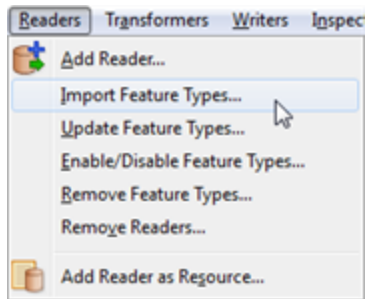 Readers Transformers Writers Inspec
Add Reader...
Import Feature Types...
Update Feature Types...
Enable/Disable Feature Types...
Remove Feature Types...
Remove Readers...
Add Reader as Resource...